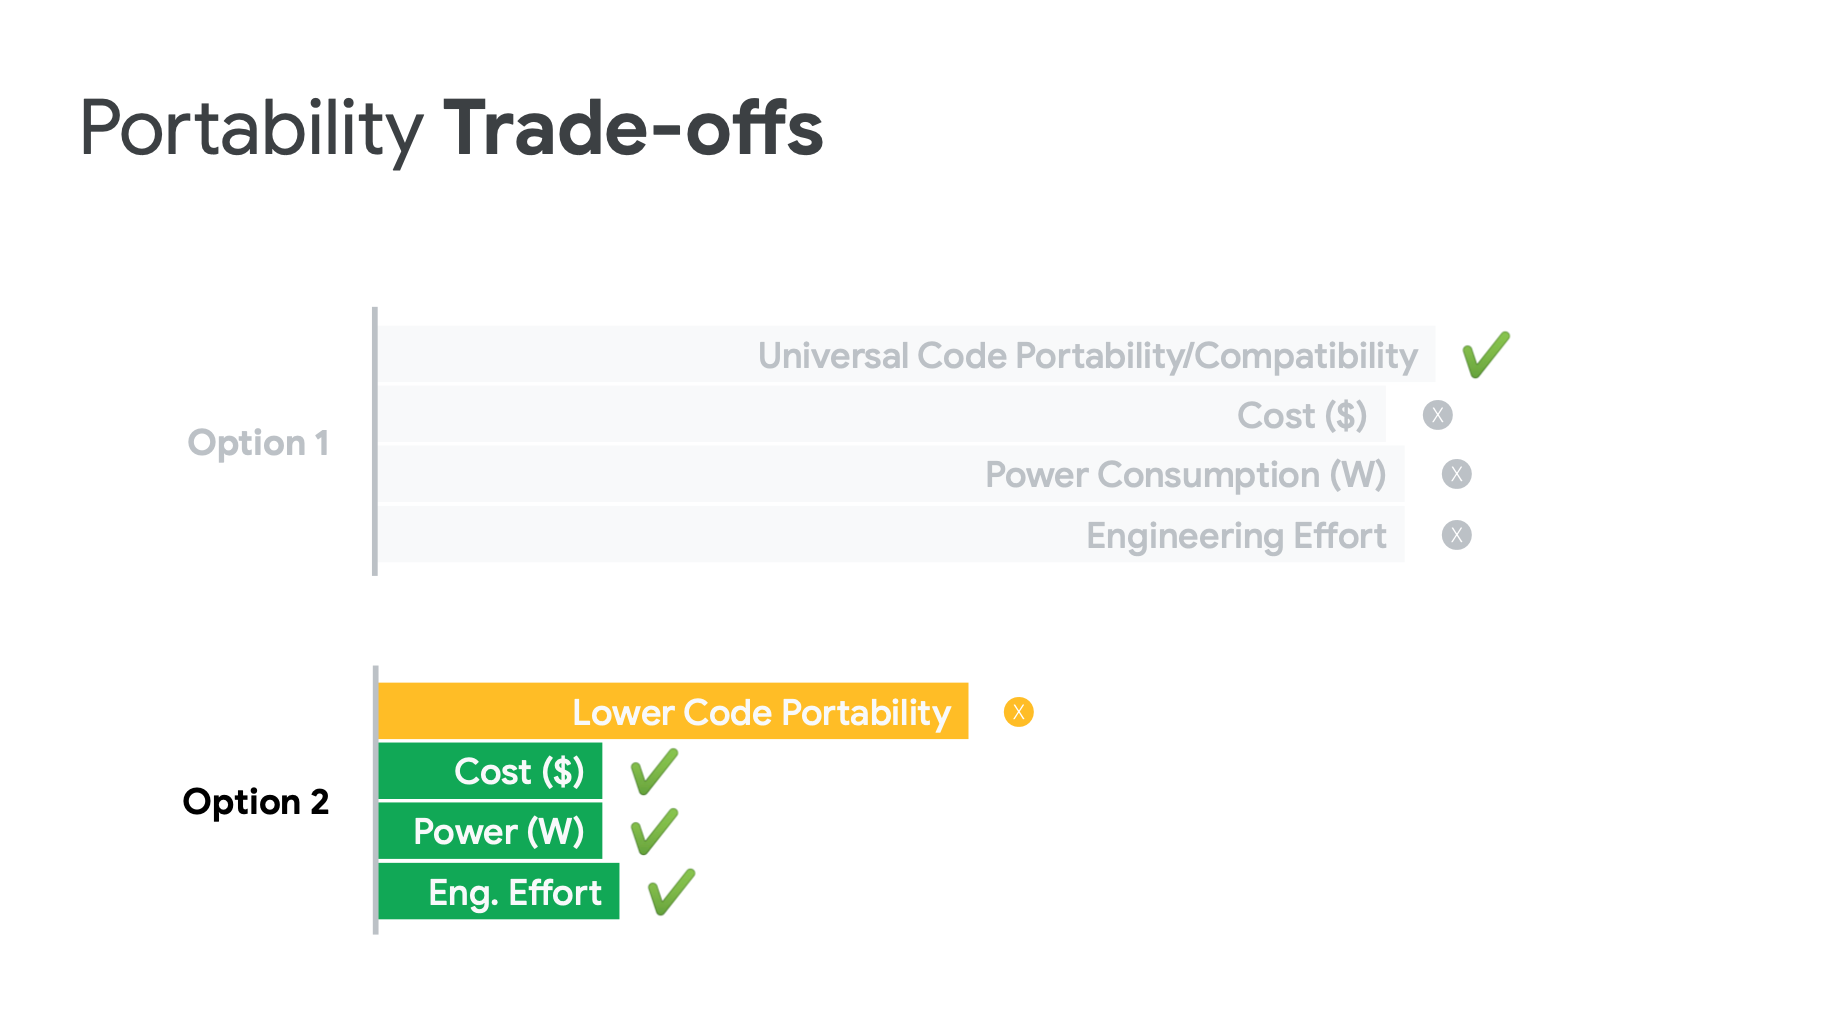 Portability Trade-offs
Universal Code Portability/Compatibility
Cost ($)
X
Option 1
Power Consumption (W)
X
Engineering Effort
X
Lower Code Portability
X
Cost ($)
Option 2
Power (W)
Eng. Effort